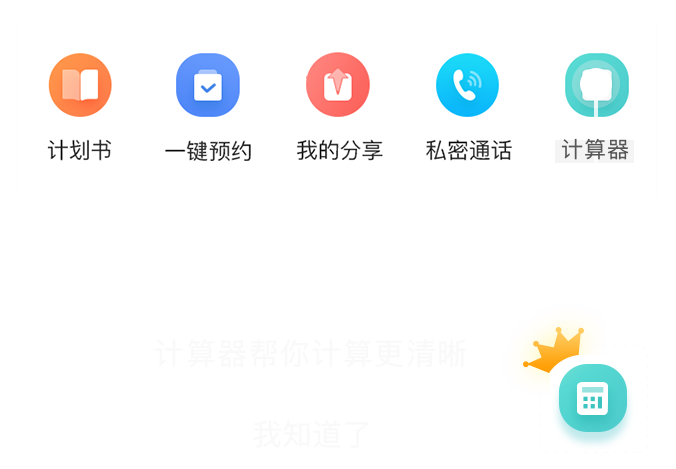 计划书
一键预约
我的分享
私密通话
计算器
计算器帮你计算更清晰
我知道了